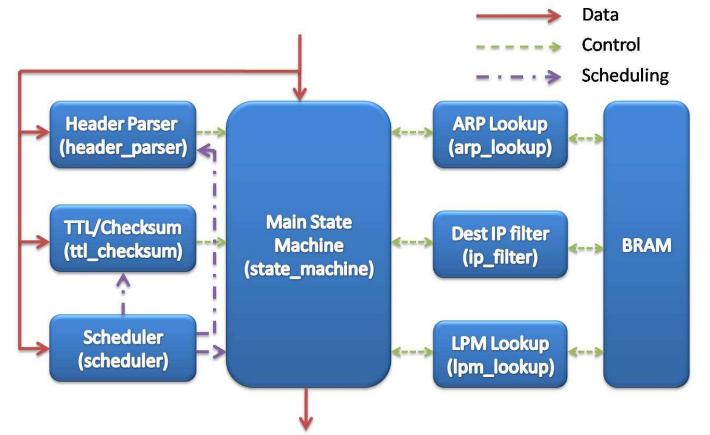 Data
Control
Scheduling
Header Parser
(header_parser)
TTL/Checksum
(ttl_checksum)
Scheduler
(scheduler)
Main State
Machine
(state_machine)
ARP Lookup
(arp_lookup)
Dest IP filter
(ip_filter)
LPM Lookup
(lpm_lookup)
BRAM